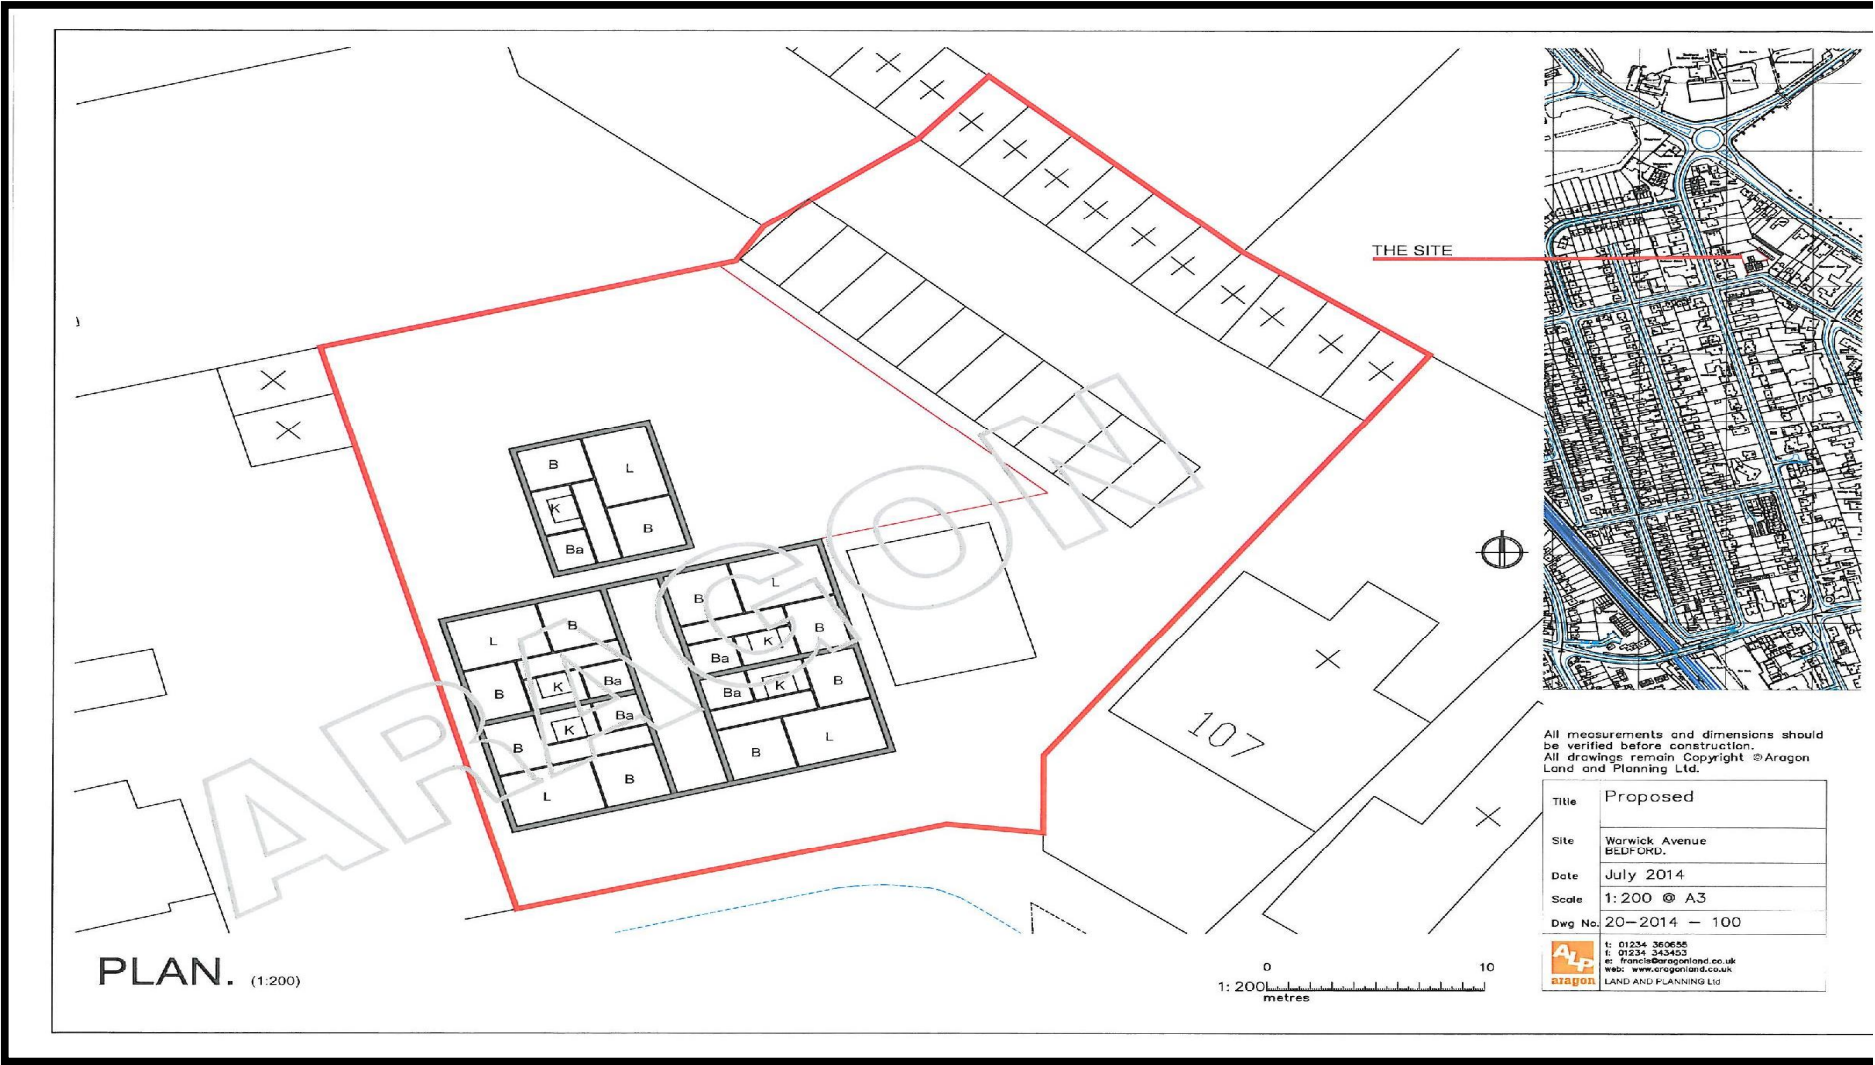 THE SITE
B
L
K
B
Ba
L
B
B
K
Ba
B
K
Ba
L
B
B
L
Ba
K
B
Ba
K
B
B
L
ARAGON
107
All measurements and dimensions should
be verified before construction.
All drawings remain Copyright ©Aragon
Land and Planning Ltd.
Title Proposed
Site Warwick Avenue
BEDFORD.
Date July 2014
Scale 1:200 @ A3
Dwg No. 20-2014 - 100
ALP
aragon
t: 01234 360655
f: 01234 343453
e: francis@aragonland.co.uk
web: www.aragonland.co.uk
LAND AND PLANNING Ltd
PLAN. (1:200)
0 10
1:200
metres